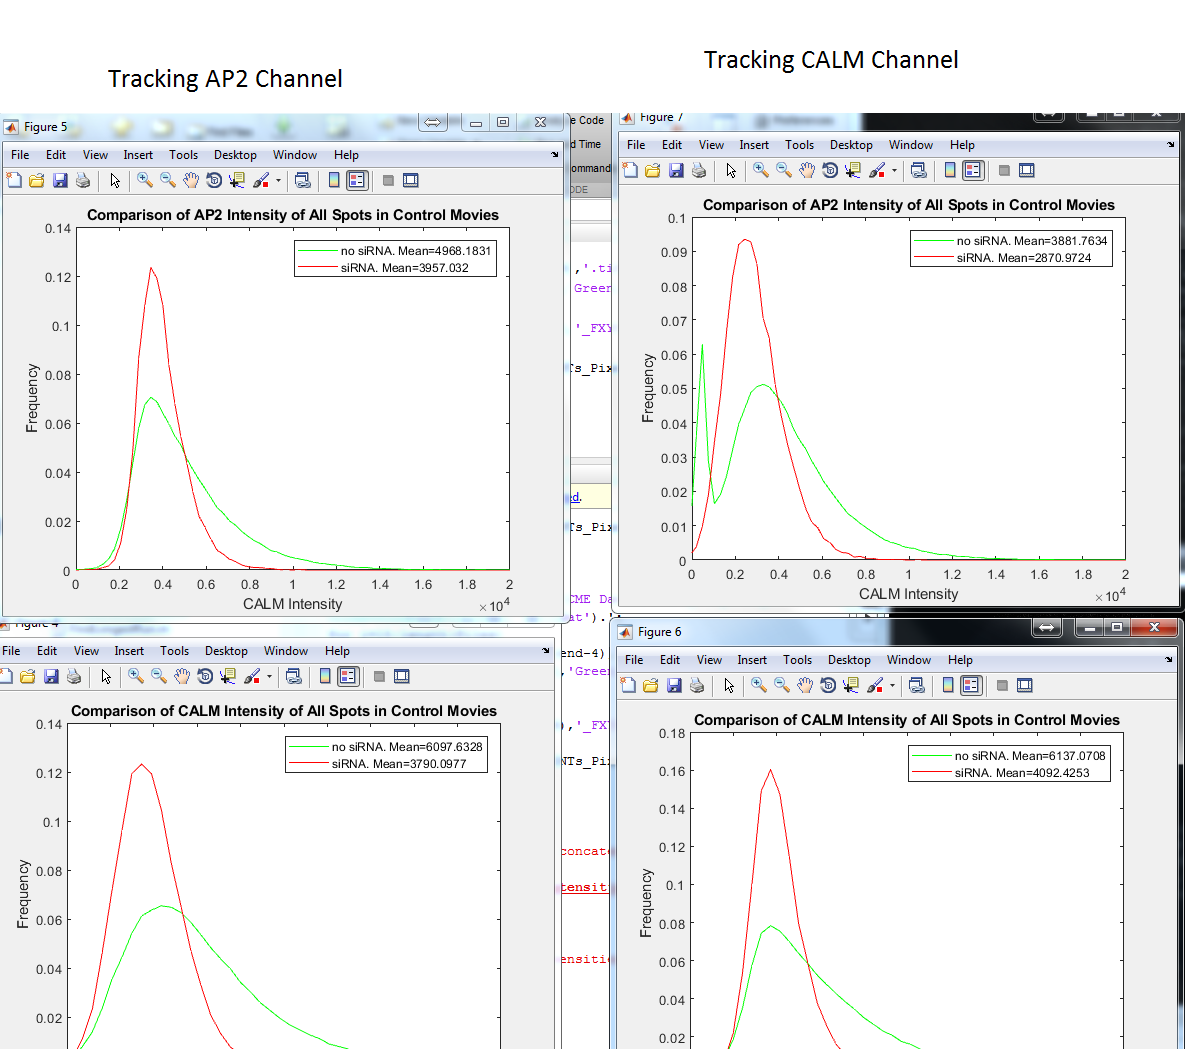 Tracking AP2 Channel
Tracking CALM Channel
Figure 5
File Edit View Insert Tools Desktop Window Help
Comparison of AP2 Intensity of All Spots in Control Movies
no siRNA. Mean=4968.1831
siRNA. Mean=3957.032
0.14
0.12
0.1
0.08
0.06
0.04
0.02
0
Frequency
0 0.2 0.4 0.6 0.8 1 1.2 1.4 1.6 1.8 2
CALM Intensity
×10^4
e Code
d Time
ommand
ODE
,'.ti
Green
'_FXY
Ts_Pix
ed.
Ts_Pix
CME Da
at').'
end-4)
,'Green
),'_FXY
NTs_Pix
concate
tensiti
ensitio
Figure 7
File Edit View Insert Tools Desktop Window Help
Comparison of AP2 Intensity of All Spots in Control Movies
no siRNA. Mean=3881.7634
siRNA. Mean=2870.9724
0.1
0.09
0.08
0.07
0.06
0.05
0.04
0.03
0.02
0.01
0
Frequency
0 0.2 0.4 0.6 0.8 1 1.2 1.4 1.6 1.8 2
CALM Intensity
×10^4
File Edit View Insert Tools Desktop Window Help
Comparison of CALM Intensity of All Spots in Control Movies
no siRNA. Mean=6097.6328
siRNA. Mean=3790.0977
0.14
0.12
0.1
0.08
0.06
0.04
0.02
Frequency
Figure 6
File Edit View Insert Tools Desktop Window Help
Comparison of CALM Intensity of All Spots in Control Movies
no siRNA. Mean=6137.0708
siRNA. Mean=4092.4253
0.18
0.16
0.14
0.12
0.1
0.08
0.06
0.04
0.02
Frequency